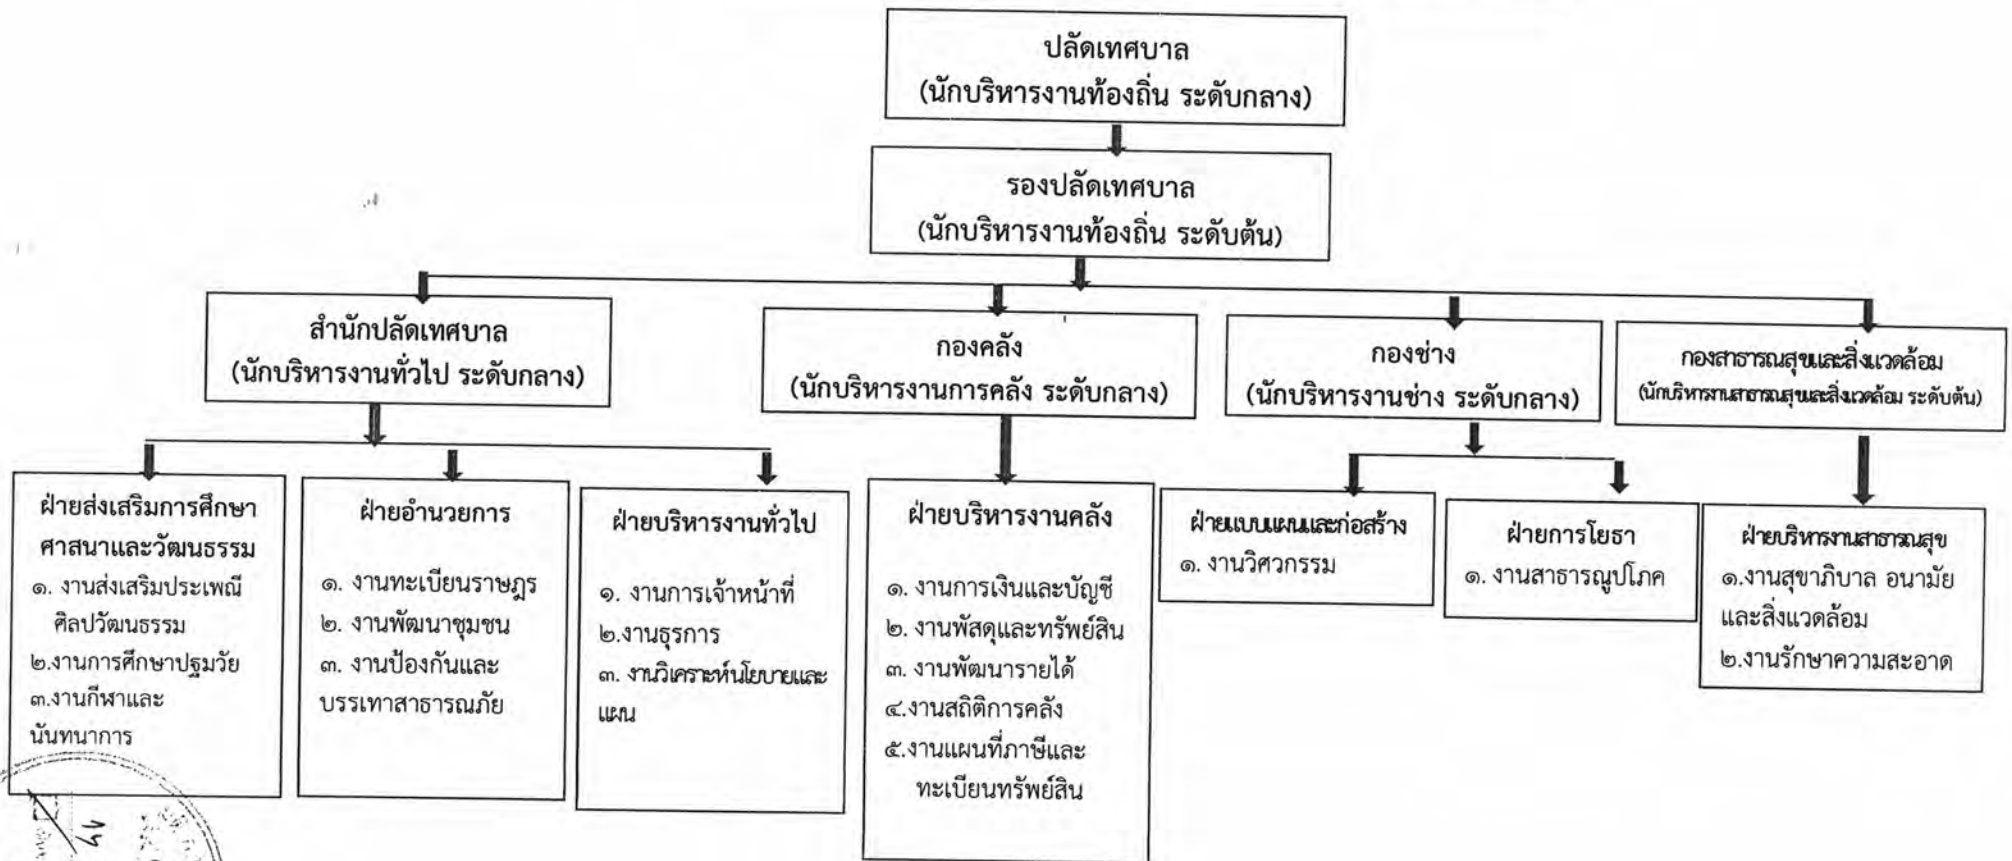 ปลัดเทศบาล
(นักบริหารงานท้องถิ่น ระดับกลาง)
รองปลัดเทศบาล
(นักบริหารงานท้องถิ่น ระดับต้น)
สำนักปลัดเทศบาล
(นักบริหารงานทั่วไป ระดับกลาง)
กองคลัง
(นักบริหารงานการคลัง ระดับกลาง)
กองช่าง
(นักบริหารงานช่าง ระดับกลาง)
กองสาธารณสุขและสิ่งแวดล้อม
(นักบริหารงานสาธารณสุขและสิ่งแวดล้อม ระดับต้น)
ฝ่ายส่งเสริมการศึกษา
ศาสนาและวัฒนธรรม
๑. งานส่งเสริมประเพณี
ศิลปวัฒนธรรม
๒.งานการศึกษาปฐมวัย
๓.งานกีฬาและ
นันทนาการ
ฝ่ายอำนวยการ
๑. งานทะเบียนราษฎร
๒. งานพัฒนาชุมชน
๓. งานป้องกันและ
บรรเทาสาธารณภัย
ฝ่ายบริหารงานทั่วไป
๑. งานการเจ้าหน้าที่
๒.งานธุรการ
๓. งานวิเคราะห์นโยบายและ
แผน
ฝ่ายบริหารงานคลัง
๑. งานการเงินและบัญชี
๒. งานพัสดุและทรัพย์สิน
๓. งานพัฒนารายได้
๔.งานสถิติการคลัง
๕.งานแผนที่ภาษีและ
ทะเบียนทรัพย์สิน
ฝ่ายแบบแผนและก่อสร้าง
๑. งานวิศวกรรม
ฝ่ายการโยธา
๑. งานสาธารณูปโภค
ฝ่ายบริหารงานสาธารณสุข
๑.งานสุขาภิบาล อนามัย
และสิ่งแวดล้อม
๒.งานรักษาความสะอาด